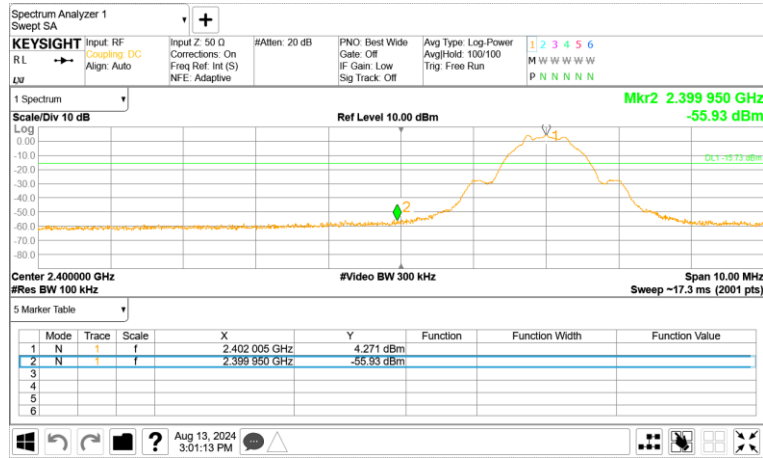 Spectrum Analyzer 1
Swept SA
KEYSIGHT
R L
LXI
Input: RF
Coupling: DC
Align: Auto
Input Z: 50 Ω
Corrections: On
Freq Ref: Int (S)
NFE: Adaptive
#Atten: 20 dB
PNO: Best Wide
Gate: Off
IF Gain: Low
Sig Track: Off
Avg Type: Log-Power
Avg|Hold: 100/100
Trig: Free Run
1 2 3 4 5 6
M W W W W W
P N N N N N
1 Spectrum
Mkr2 2.399 950 GHz
-55.93 dBm
Scale/Div 10 dB
Ref Level 10.00 dBm
Log
0.00
-10.0
-20.0
-30.0
-40.0
-50.0
-60.0
-70.0
-80.0
1
DL1 -15.73 dBm
2
Center 2.400000 GHz
#Video BW 300 kHz
Span 10.00 MHz
#Res BW 100 kHz
Sweep ~17.3 ms (2001 pts)
5 Marker Table
Mode Trace Scale X Y Function Function Width Function Value
1 N 1 f 2.402 005 GHz 4.271 dBm
2 N 1 f 2.399 950 GHz -55.93 dBm
3
4
5
6
?
Aug 13, 2024
3:01:13 PM